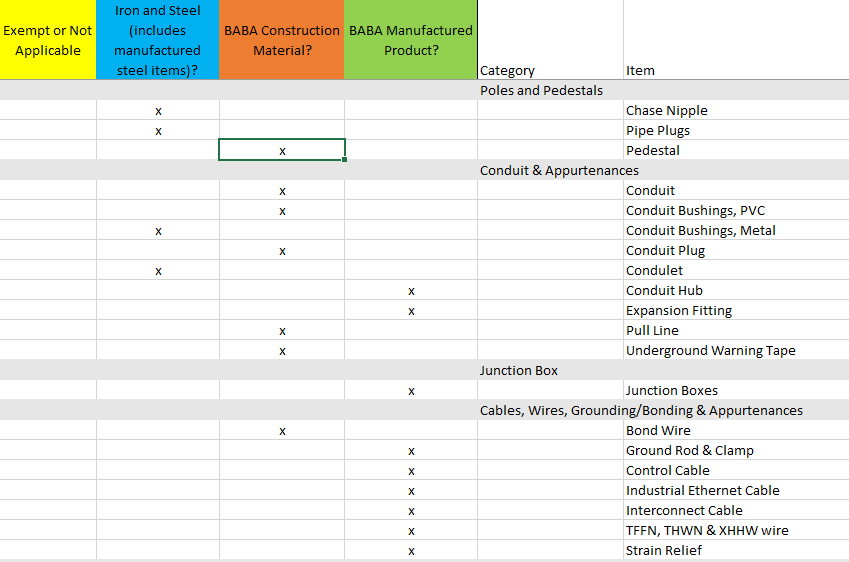 Exempt or Not Applicable	Iron and Steel (includes manufactured steel items)?	BABA Construction Material?	BABA Manufactured Product?	Category	Item
Poles and Pedestals
x	Chase Nipple
x	Pipe Plugs
x	Pedestal
Conduit & Appurtenances
x	Conduit
x	Conduit Bushings, PVC
x	Conduit Bushings, Metal
x	Conduit Plug
x	Condulet
x	Conduit Hub
x	Expansion Fitting
x	Pull Line
x	Underground Warning Tape
Junction Box
x	Junction Boxes
Cables, Wires, Grounding/Bonding & Appurtenances
x	Bond Wire
x	Ground Rod & Clamp
x	Control Cable
x	Industrial Ethernet Cable
x	Interconnect Cable
x	TFFN, THWN & XHHW wire
x	Strain Relief